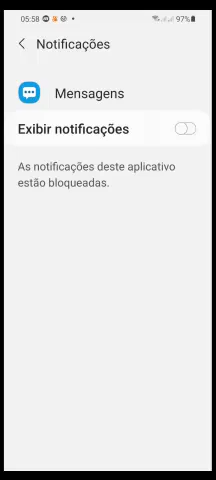 05:58 97%
Notificações
Mensagens
Exibir notificações
As notificações deste aplicativo
estão bloqueadas.